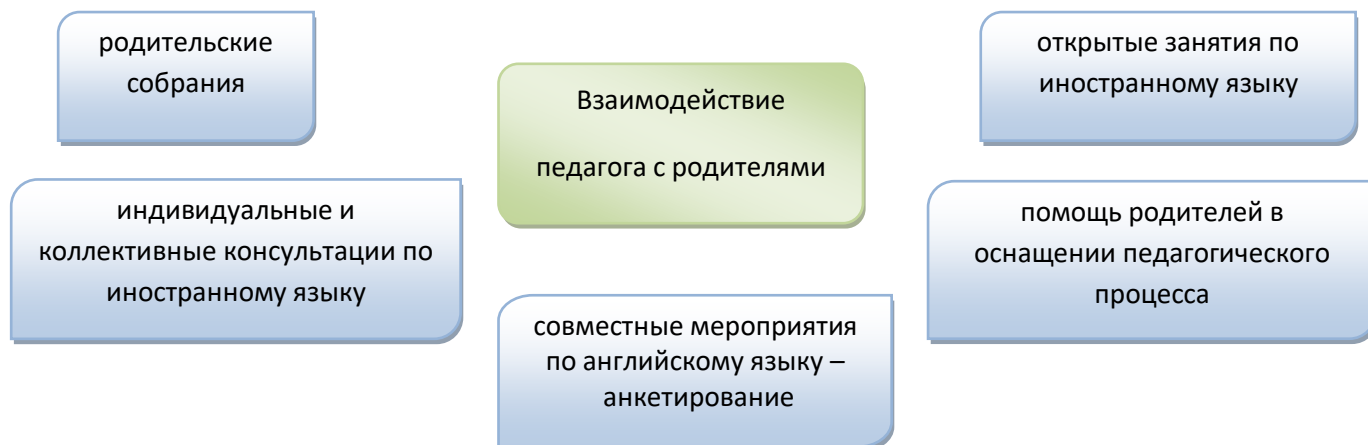 родительские
собрания
Взаимодействие
педагога с родителями
открытые занятия по
иностранному языку
индивидуальные и
коллективные консультации по
иностранному языку
помощь родителей в
оснащении педагогического
процесса
совместные мероприятия
по английскому языку –
анкетирование